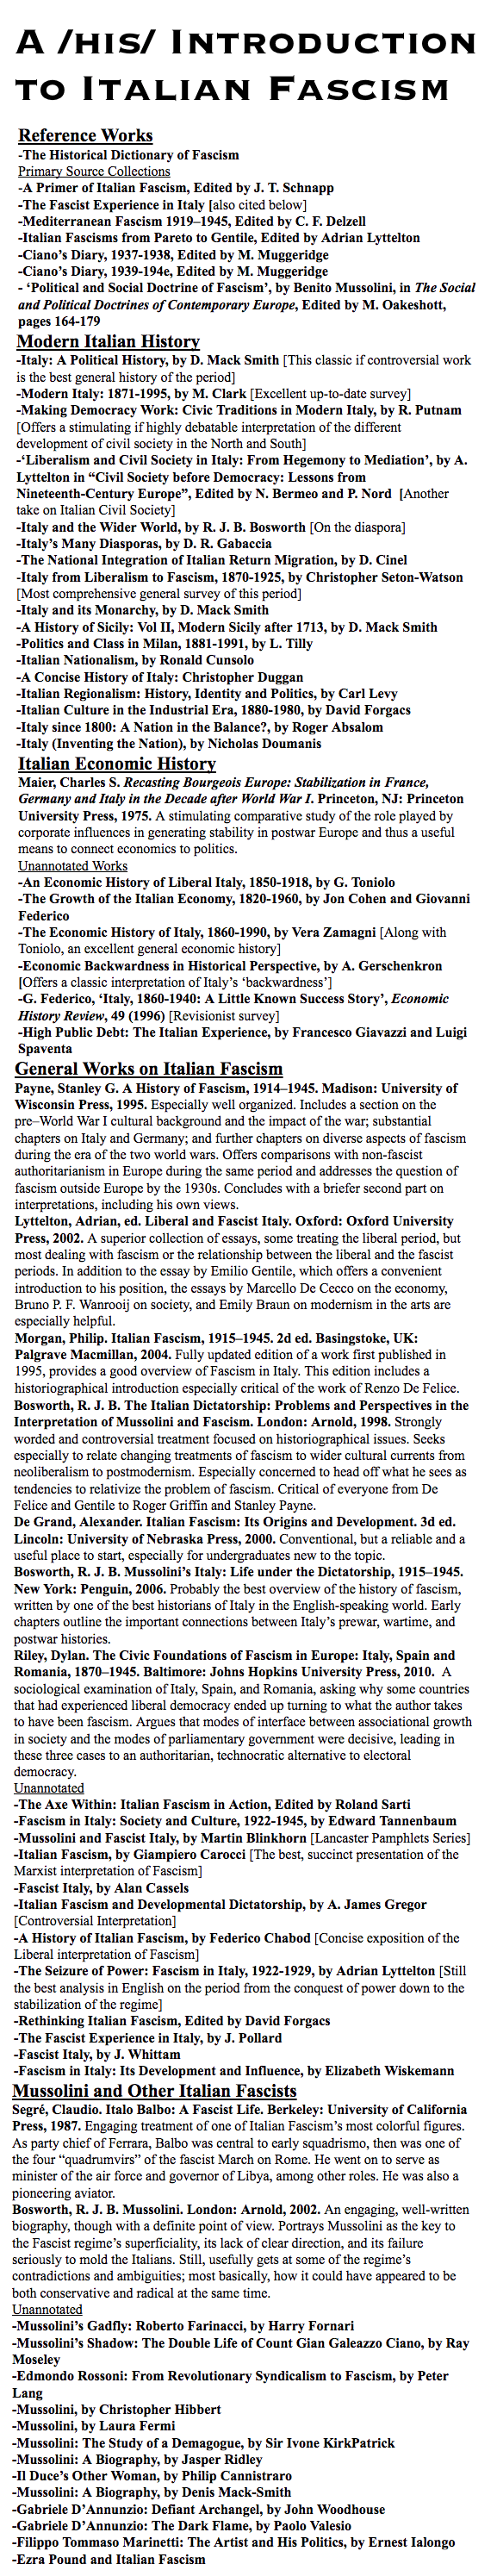 A /his/ Introduction
to Italian Fascism
Reference Works
-The Historical Dictionary of Fascism
Primary Source Collections
-A Primer of Italian Fascism, Edited by J. T. Schnapp
-The Fascist Experience in Italy [also cited below]
-Mediterranean Fascism 1919–1945, Edited by C. F. Delzell
-Italian Fascisms from Pareto to Gentile, Edited by Adrian Lyttelton
-Ciano's Diary, 1937-1938, Edited by M. Muggeridge
-Ciano's Diary, 1939-194e, Edited by M. Muggeridge
- 'Political and Social Doctrine of Fascism', by Benito Mussolini, in The Social
and Political Doctrines of Contemporary Europe, Edited by M. Oakeshott,
pages 164-179
Modern Italian History
-Italy: A Political History, by D. Mack Smith [This classic if controversial work
is the best general history of the period]
-Modern Italy: 1871-1995, by M. Clark [Excellent up-to-date survey]
-Making Democracy Work: Civic Traditions in Modern Italy, by R. Putnam
[Offers a stimulating if highly debatable interpretation of the different
development of civil society in the North and South]
-'Liberalism and Civil Society in Italy: From Hegemony to Mediation', by A.
Lyttelton in "Civil Society before Democracy: Lessons from
Nineteenth-Century Europe", Edited by N. Bermeo and P. Nord [Another
take on Italian Civil Society]
-Italy and the Wider World, by R. J. B. Bosworth [On the diaspora]
-Italy's Many Diasporas, by D. R. Gabaccia
-The National Integration of Italian Return Migration, by D. Cinel
-Italy from Liberalism to Fascism, 1870-1925, by Christopher Seton-Watson
[Most comprehensive general survey of this period]
-Italy and its Monarchy, by D. Mack Smith
-A History of Sicily: Vol II, Modern Sicily after 1713, by D. Mack Smith
-Politics and Class in Milan, 1881-1991, by L. Tilly
-Italian Nationalism, by Ronald Cunsolo
-A Concise History of Italy: Christopher Duggan
-Italian Regionalism: History, Identity and Politics, by Carl Levy
-Italian Culture in the Industrial Era, 1880-1980, by David Forgacs
-Italy since 1800: A Nation in the Balance?, by Roger Absalom
-Italy (Inventing the Nation), by Nicholas Doumanis
Italian Economic History
Maier, Charles S. Recasting Bourgeois Europe: Stabilization in France,
Germany and Italy in the Decade after World War I. Princeton, NJ: Princeton
University Press, 1975. A stimulating comparative study of the role played by
corporate influences in generating stability in postwar Europe and thus a useful
means to connect economics to politics.
Unannotated Works
-An Economic History of Liberal Italy, 1850-1918, by G. Toniolo
-The Growth of the Italian Economy, 1820-1960, by Jon Cohen and Giovanni
Federico
-The Economic History of Italy, 1860-1990, by Vera Zamagni [Along with
Toniolo, an excellent general economic history]
-Economic Backwardness in Historical Perspective, by A. Gerschenkron
[Offers a classic interpretation of Italy's 'backwardness']
-G. Federico, 'Italy, 1860-1940: A Little Known Success Story', Economic
History Review, 49 (1996) [Revisionist survey]
-High Public Debt: The Italian Experience, by Francesco Giavazzi and Luigi
Spaventa
General Works on Italian Fascism
Payne, Stanley G. A History of Fascism, 1914–1945. Madison: University of
Wisconsin Press, 1995. Especially well organized. Includes a section on the
pre–World War I cultural background and the impact of the war; substantial
chapters on Italy and Germany; and further chapters on diverse aspects of fascism
during the era of the two world wars. Offers comparisons with non-fascist
authoritarianism in Europe during the same period and addresses the question of
fascism outside Europe by the 1930s. Concludes with a briefer second part on
interpretations, including his own views.
Lyttelton, Adrian, ed. Liberal and Fascist Italy. Oxford: Oxford University
Press, 2002. A superior collection of essays, some treating the liberal period, but
most dealing with fascism or the relationship between the liberal and the fascist
periods. In addition to the essay by Emilio Gentile, which offers a convenient
introduction to his position, the essays by Marcello De Cecco on the economy,
Bruno P. F. Wanrooij on society, and Emily Braun on modernism in the arts are
especially helpful.
Morgan, Philip. Italian Fascism, 1915–1945. 2d ed. Basingstoke, UK:
Palgrave Macmillan, 2004. Fully updated edition of a work first published in
1995, provides a good overview of Fascism in Italy. This edition includes a
historiographical introduction especially critical of the work of Renzo De Felice.
Bosworth, R. J. B. The Italian Dictatorship: Problems and Perspectives in the
Interpretation of Mussolini and Fascism. London: Arnold, 1998. Strongly
worded and controversial treatment focused on historiographical issues. Seeks
especially to relate changing treatments of fascism to wider cultural currents from
neoliberalism to postmodernism. Especially concerned to head off what he sees as
tendencies to relativize the problem of fascism. Critical of everyone from De
Felice and Gentile to Roger Griffin and Stanley Payne.
De Grand, Alexander. Italian Fascism: Its Origins and Development. 3d ed.
Lincoln: University of Nebraska Press, 2000. Conventional, but a reliable and a
useful place to start, especially for undergraduates new to the topic.
Bosworth, R. J. B. Mussolini's Italy: Life under the Dictatorship, 1915–1945.
New York: Penguin, 2006. Probably the best overview of the history of fascism,
written by one of the best historians of Italy in the English-speaking world. Early
chapters outline the important connections between Italy's prewar, wartime, and
postwar histories.
Riley, Dylan. The Civic Foundations of Fascism in Europe: Italy, Spain and
Romania, 1870–1945. Baltimore: Johns Hopkins University Press, 2010. A
sociological examination of Italy, Spain, and Romania, asking why some countries
that had experienced liberal democracy ended up turning to what the author takes
to have been fascism. Argues that modes of interface between associational growth
in society and the modes of parliamentary government were decisive, leading in
these three cases to an authoritarian, technocratic alternative to electoral
democracy.
Unannotated
-The Axe Within: Italian Fascism in Action, Edited by Roland Sarti
-Fascism in Italy: Society and Culture, 1922-1945, by Edward Tannenbaum
-Mussolini and Fascist Italy, by Martin Blinkhorn [Lancaster Pamphlets Series]
-Italian Fascism, by Giampiero Carocci [The best, succinct presentation of the
Marxist interpretation of Fascism]
-Fascist Italy, by Alan Cassels
-Italian Fascism and Developmental Dictatorship, by A. James Gregor
[Controversial Interpretation]
-A History of Italian Fascism, by Federico Chabod [Concise exposition of the
Liberal interpretation of Fascism]
-The Seizure of Power: Fascism in Italy, 1922-1929, by Adrian Lyttelton [Still
the best analysis in English on the period from the conquest of power down to the
stabilization of the regime]
-Rethinking Italian Fascism, Edited by David Forgacs
-The Fascist Experience in Italy, by J. Pollard
-Fascist Italy, by J. Whittam
-Fascism in Italy: Its Development and Influence, by Elizabeth Wiskemann
Mussolini and Other Italian Fascists
Segré, Claudio. Italo Balbo: A Fascist Life. Berkeley: University of California
Press, 1987. Engaging treatment of one of Italian Fascism's most colorful figures.
As party chief of Ferrara, Balbo was central to early squadrismo, then was one of
the four "quadrumvirs" of the fascist March on Rome. He went on to serve as
minister of the air force and governor of Libya, among other roles. He was also a
pioneering aviator.
Bosworth, R. J. B. Mussolini. London: Arnold, 2002. An engaging, well-written
biography, though with a definite point of view. Portrays Mussolini as the key to
the Fascist regime's superficiality, its lack of clear direction, and its failure
seriously to mold the Italians. Still, usefully gets at some of the regime's
contradictions and ambiguities; most basically, how it could have appeared to be
both conservative and radical at the same time.
Unannotated
-Mussolini's Gadfly: Roberto Farinacci, by Harry Fornari
-Mussolini's Shadow: The Double Life of Count Gian Galeazzo Ciano, by Ray
Moseley
-Edmondo Rossoni: From Revolutionary Syndicalism to Fascism, by Peter
Lang
-Mussolini, by Christopher Hibbert
-Mussolini, by Laura Fermi
-Mussolini: The Study of a Demagogue, by Sir Ivone KirkPatrick
-Mussolini: A Biography, by Jasper Ridley
-Il Duce's Other Woman, by Philip Cannistraro
-Mussolini: A Biography, by Denis Mack-Smith
-Gabriele D'Annunzio: Defiant Archangel, by John Woodhouse
-Gabriele D'Annunzio: The Dark Flame, by Paolo Valesio
-Filippo Tommaso Marinetti: The Artist and His Politics, by Ernest Ialongo
-Ezra Pound and Italian Fascism